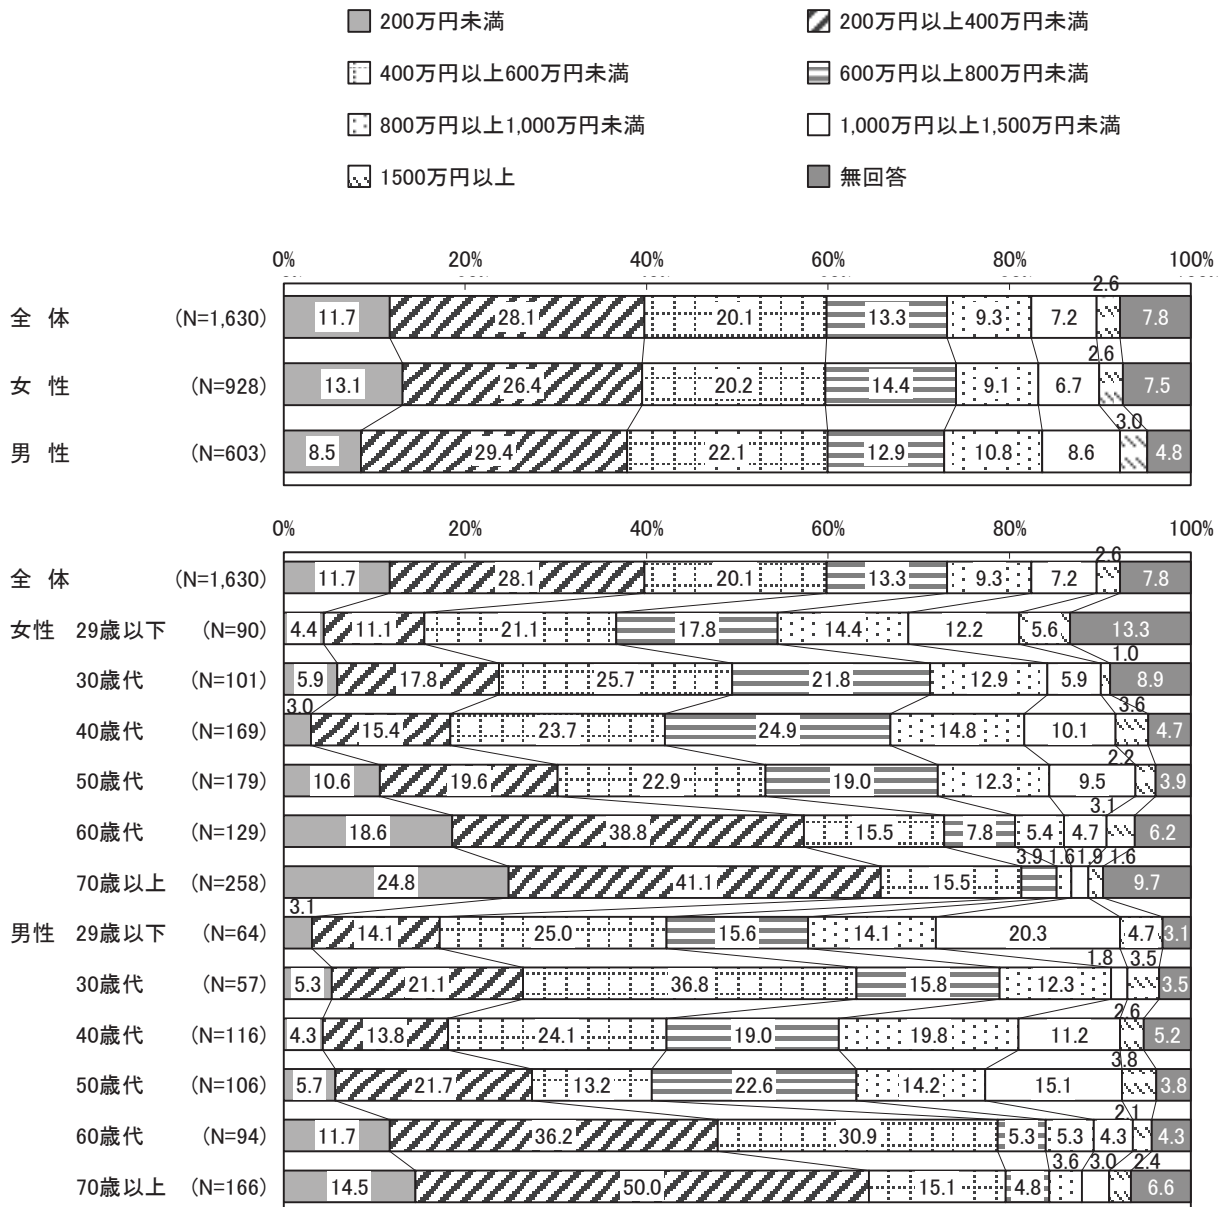 200万円未満 200万円以上400万円未満
400万円以上600万円未満 600万円以上800万円未満
800万円以上1,000万円未満 1,000万円以上1,500万円未満
1500万円以上 無回答
0% 20% 40% 60% 80% 100%
2.6
全 体 (N=1,630) 11.7 28.1 20.1 13.3 9.3 7.2 7.8
2.6
女 性 (N=928) 13.1 26.4 20.2 14.4 9.1 6.7 7.5
3.0
男 性 (N=603) 8.5 29.4 22.1 12.9 10.8 8.6 4.8
0% 20% 40% 60% 80% 100%
2.6
全 体 (N=1,630) 11.7 28.1 20.1 13.3 9.3 7.2 7.8
女性 29歳以下 (N=90) 4.4 11.1 21.1 17.8 14.4 12.2 5.6 13.3
1.0
30歳代 (N=101) 5.9 17.8 25.7 21.8 12.9 5.9 8.9
3.0 3.6
40歳代 (N=169) 15.4 23.7 24.9 14.8 10.1 4.7
2.2
50歳代 (N=179) 10.6 19.6 22.9 19.0 12.3 9.5 3.9
3.1
60歳代 (N=129) 18.6 38.8 15.5 7.8 5.4 4.7 6.2
3.9 1.6 1.9 1.6
70歳以上 (N=258) 24.8 41.1 15.5 9.7
3.1
男性 29歳以下 (N=64) 14.1 25.0 15.6 14.1 20.3 4.7 3.1
1.8 3.5
30歳代 (N=57) 5.3 21.1 36.8 15.8 12.3 3.5
2.6
40歳代 (N=116) 4.3 13.8 24.1 19.0 19.8 11.2 5.2
3.8
50歳代 (N=106) 5.7 21.7 13.2 22.6 14.2 15.1 3.8
2.1
60歳代 (N=94) 11.7 36.2 30.9 5.3 5.3 4.3 4.3
3.6 3.0 2.4
70歳以上 (N=166) 14.5 50.0 15.1 4.8 6.6